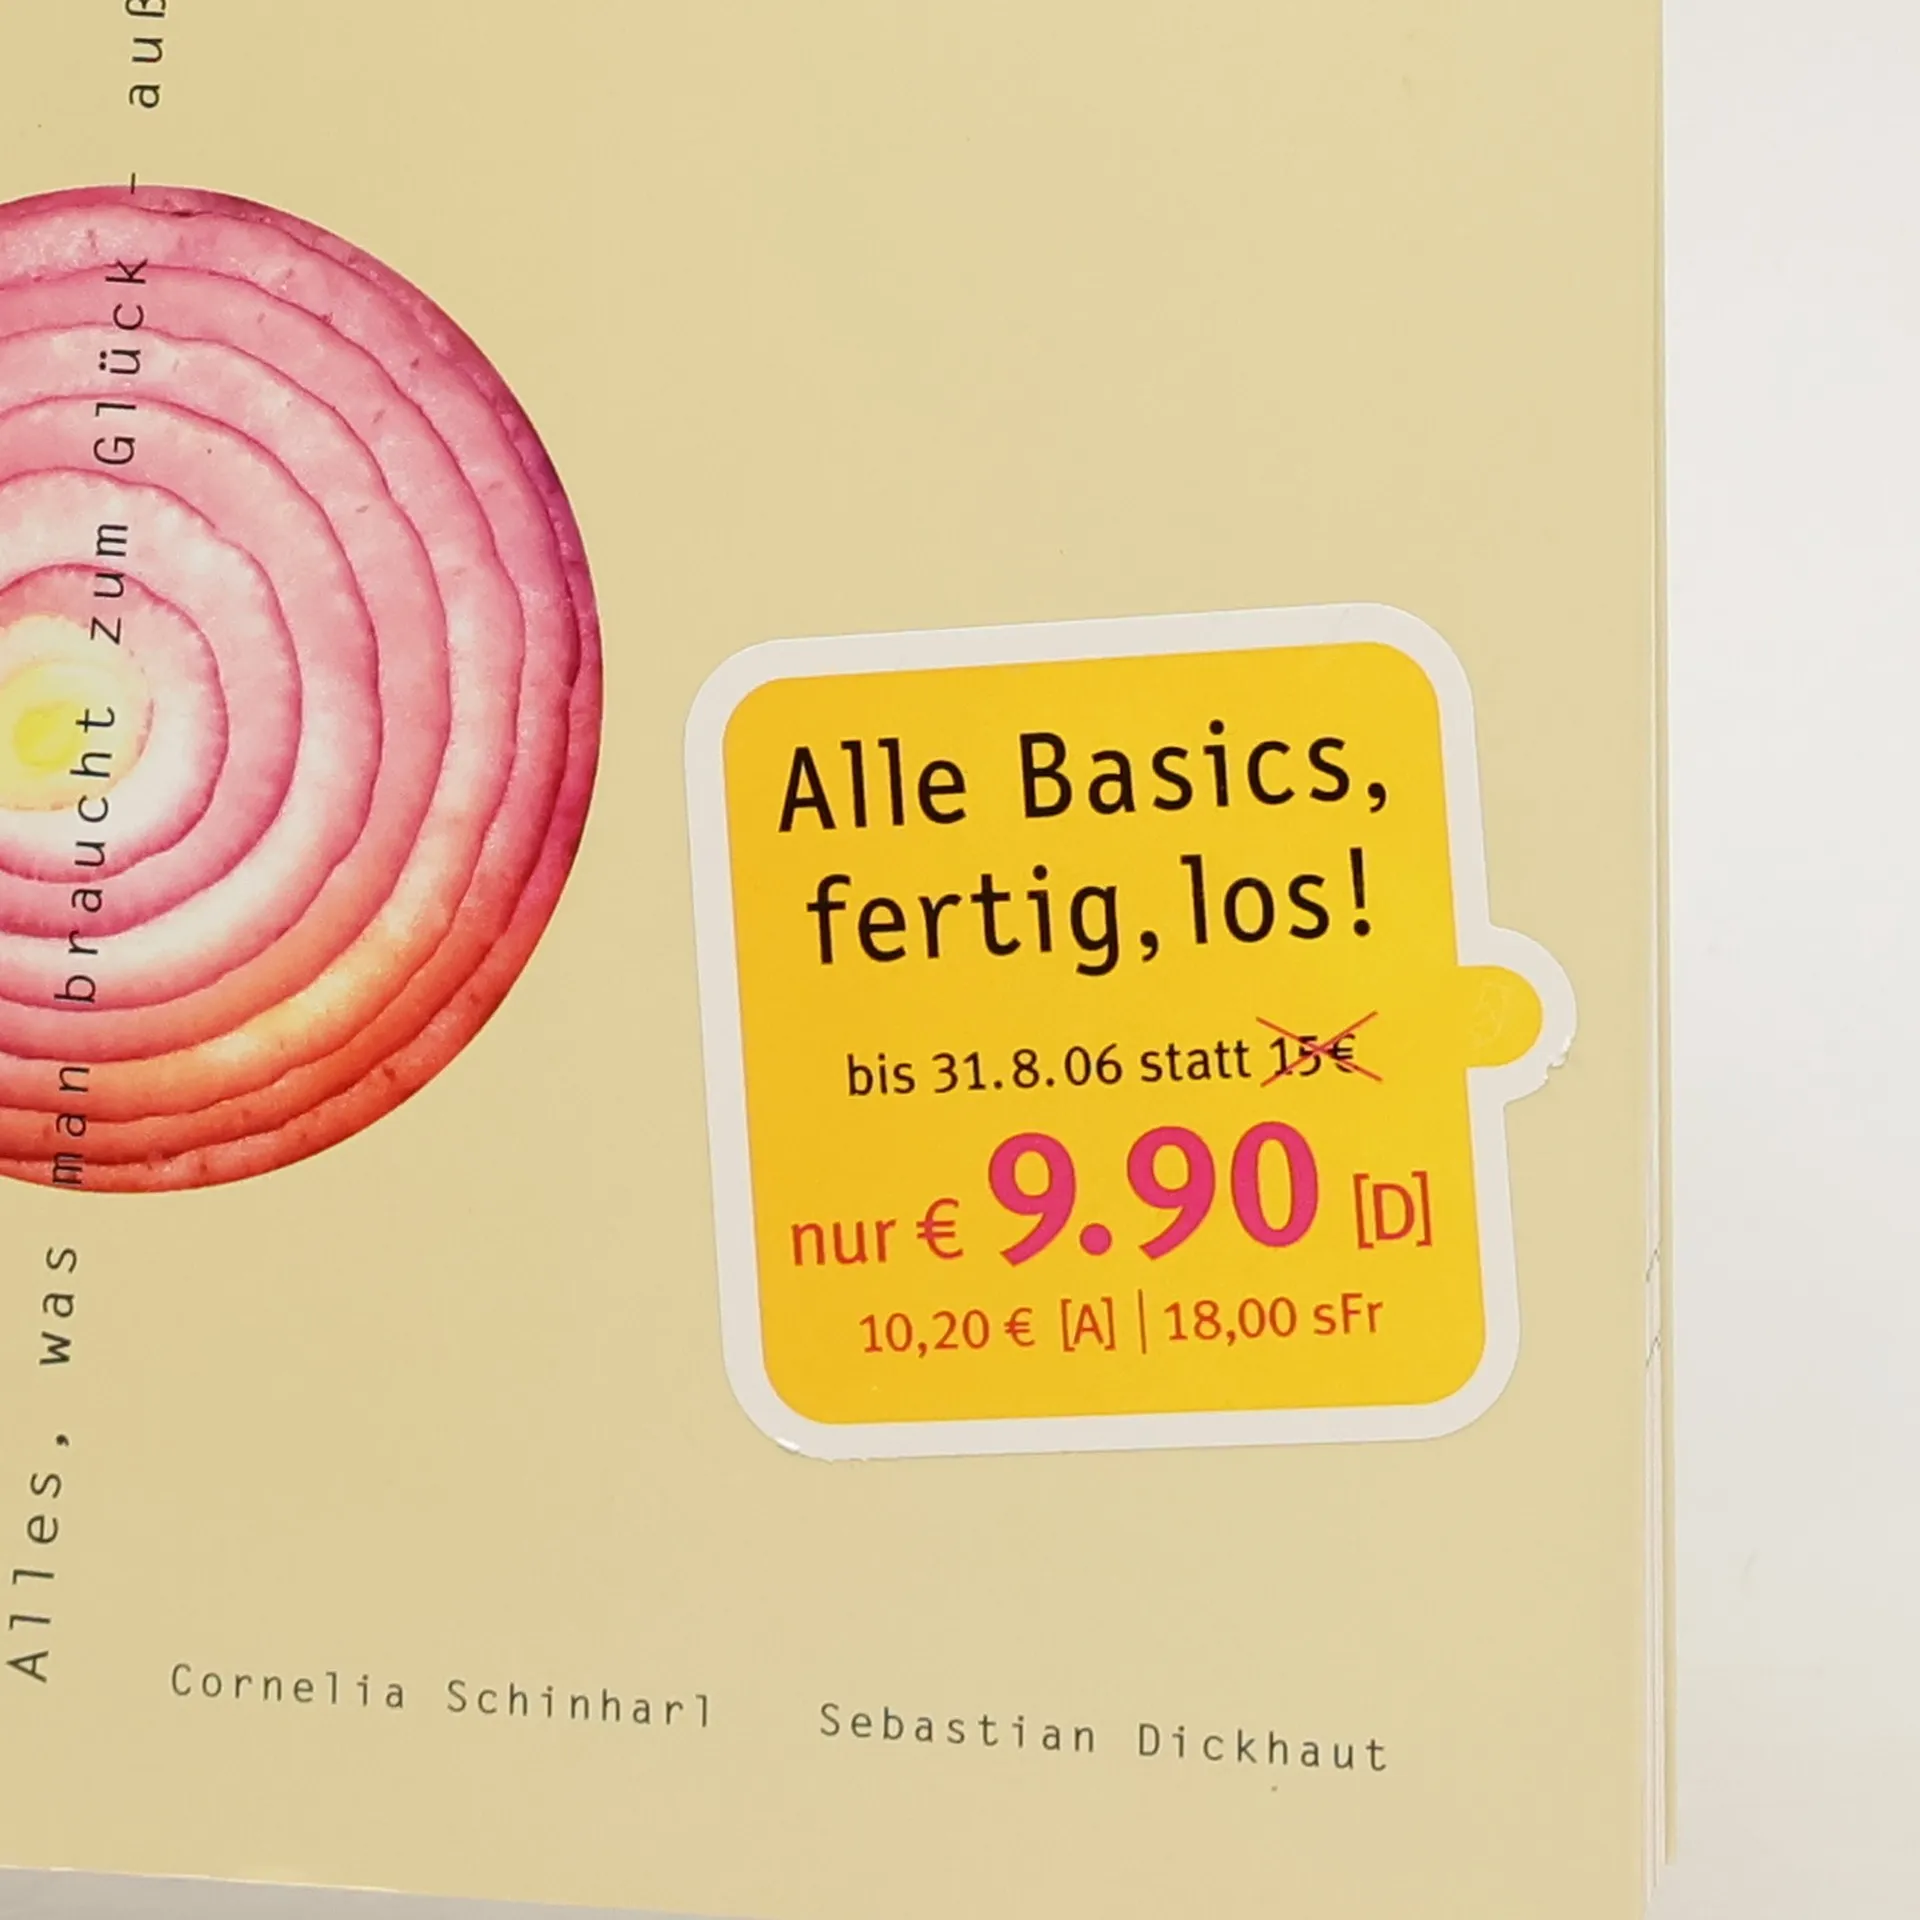 Alles, was man braucht zum Glück – auß
Alle Basics,
fertig, los!
bis 31.8.06 statt 15€
nur € 9.90 [D]
10,20 € [A] | 18,00 sFr
Cornelia Schinharl Sebastian Dickhaut